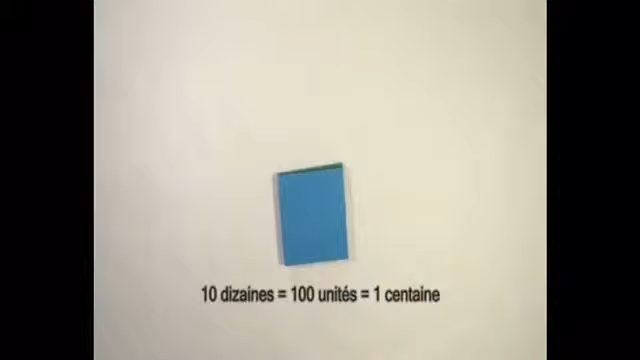 10 dizaines = 100 unités = 1 centaine